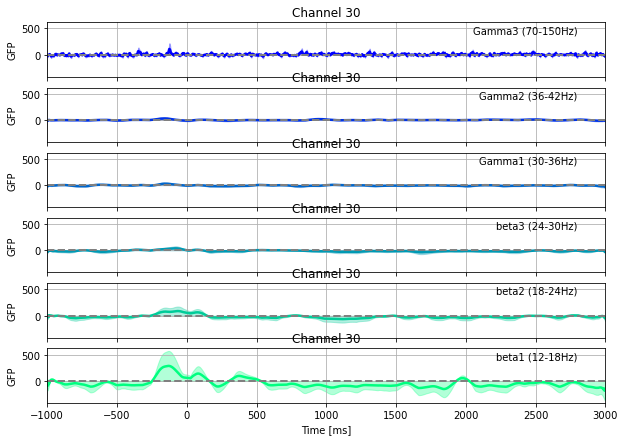 Channel 30
Gamma3 (70-150Hz)
500
0
GFP
Channel 30
Gamma2 (36-42Hz)
500
0
GFP
Channel 30
Gamma1 (30-36Hz)
500
0
GFP
Channel 30
beta3 (24-30Hz)
500
0
GFP
Channel 30
beta2 (18-24Hz)
500
0
GFP
Channel 30
beta1 (12-18Hz)
500
0
GFP
−1000 −500 0 500 1000 1500 2000 2500 3000
Time [ms]